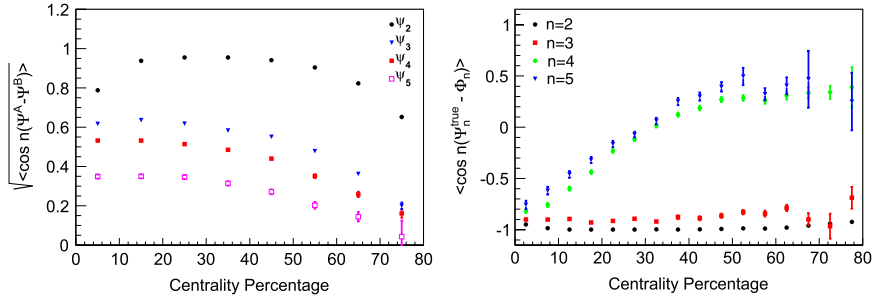 √<cos n(Ψ^A-Ψ^B)>
1.2
1
0.8
0.6
0.4
0.2
0
Ψ₂
Ψ₃
Ψ₄
Ψ₅
0 10 20 30 40 50 60 70 80
Centrality Percentage
<cos n(Ψₙ^true - Φₙ)>
1
0.5
0
-0.5
-1
n=2
n=3
n=4
n=5
0 10 20 30 40 50 60 70 80
Centrality Percentage